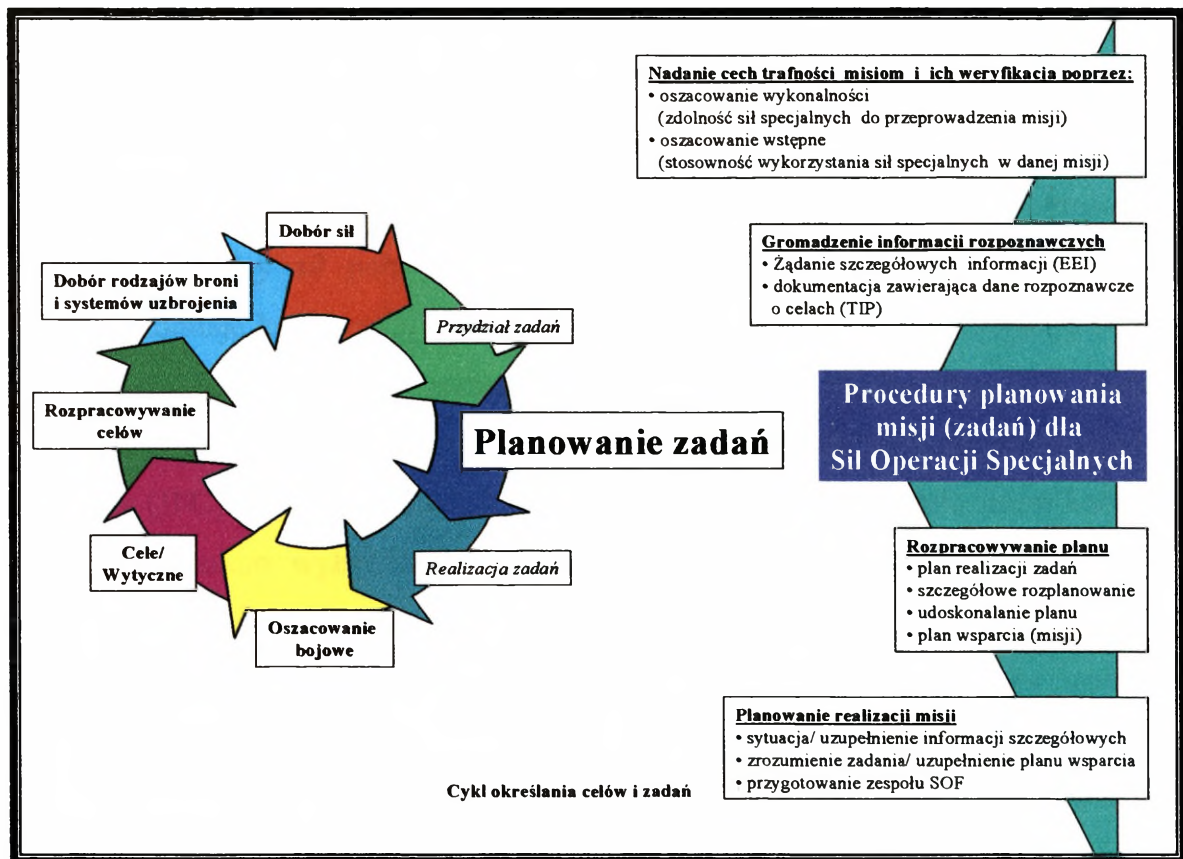 Nadanie cech trafności misiom i ich weryfikacja poprzez:
• oszacowanie wykonalności
(zdolność sił specjalnych do przeprowadzenia misji)
• oszacowanie wstępne
(stosowność wykorzystania sił specjalnych w danej misji)
Gromadzenie informacji rozpoznawczych
• Żądanie szczegółowych informacji (EEI)
• dokumentacja zawierająca dane rozpoznawcze
o celach (TIP)
Procedury planowania
misji (zadań) dla
Sił Operacji Specjalnych
Rozpracowywanie planu
• plan realizacji zadań
• szczegółowe rozplanowanie
• udoskonalanie planu
• plan wsparcia (misji)
Planowanie realizacji misji
• sytuacja/ uzupełnienie informacji szczegółowych
• zrozumienie zadania/ uzupełnienie planu wsparcia
• przygotowanie zespołu SOF
Dobór sił
Dobór rodzajów broni
i systemów uzbrojenia
Przydział zadań
Rozpracowywanie
celów
Planowanie zadań
Cele/
Wytyczne
Realizacja zadań
Oszacowanie
bojowe
Cykl określania celów i zadań